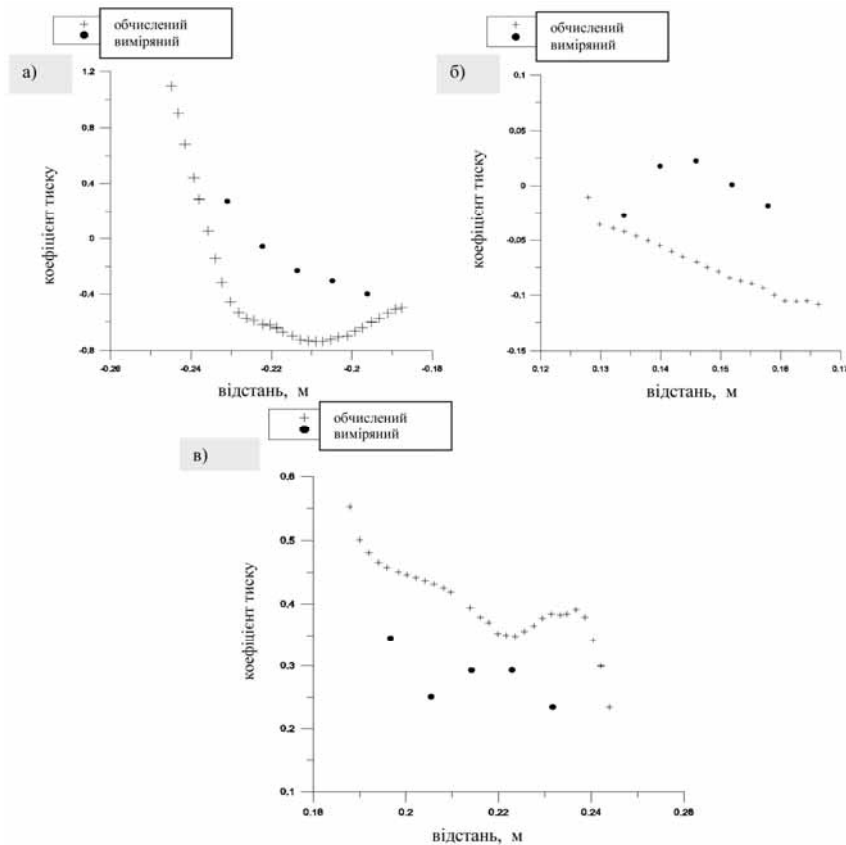 обчислений
виміряний
а)
1.2
0.8
0.4
0
-0.4
-0.8
-0.26
-0.24
-0.22
-0.2
-0.18
коефіцієнт тиску
відстань, м
обчислений
виміряний
б)
0.1
0.05
0.025
0
-0.05
-0.1
-0.15
0.12
0.13
0.14
0.15
0.16
0.17
коефіцієнт тиску
відстань, м
обчислений
виміряний
в)
0.6
0.5
0.4
0.3
0.2
0.1
0.18
0.2
0.22
0.24
0.26
коефіцієнт тиску
відстань, м